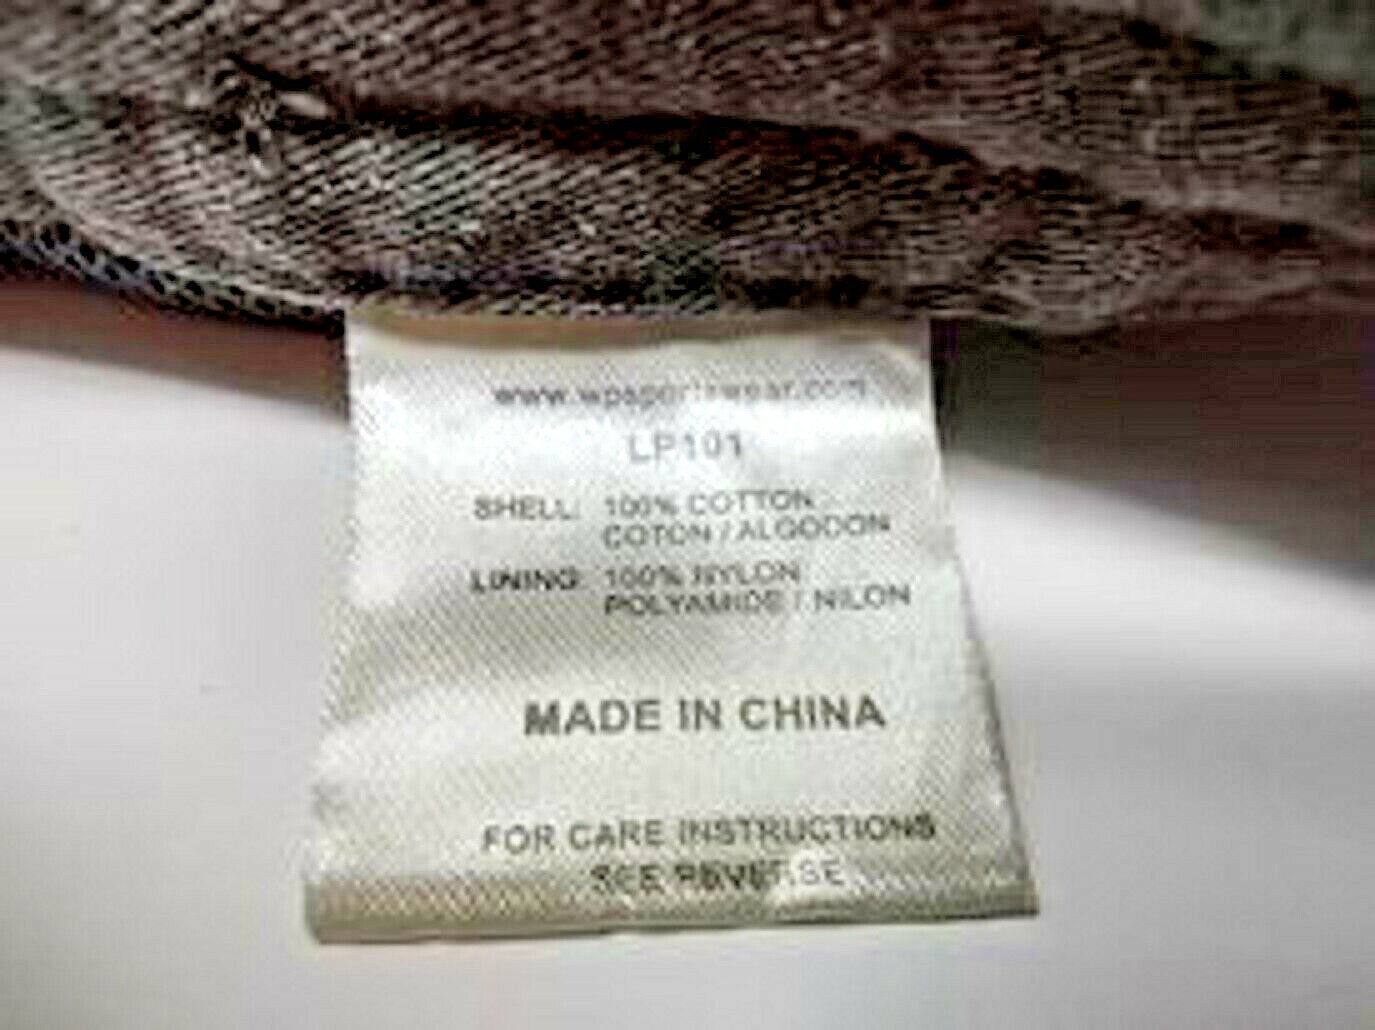 www.wpasportswear.com
LP101
SHELL: 100% COTTON
COTON / ALGODON
LINING: 100% NYLON
POLYAMIDE / NILON
MADE IN CHINA
FOR CARE INSTRUCTIONS
SEE REVERSE